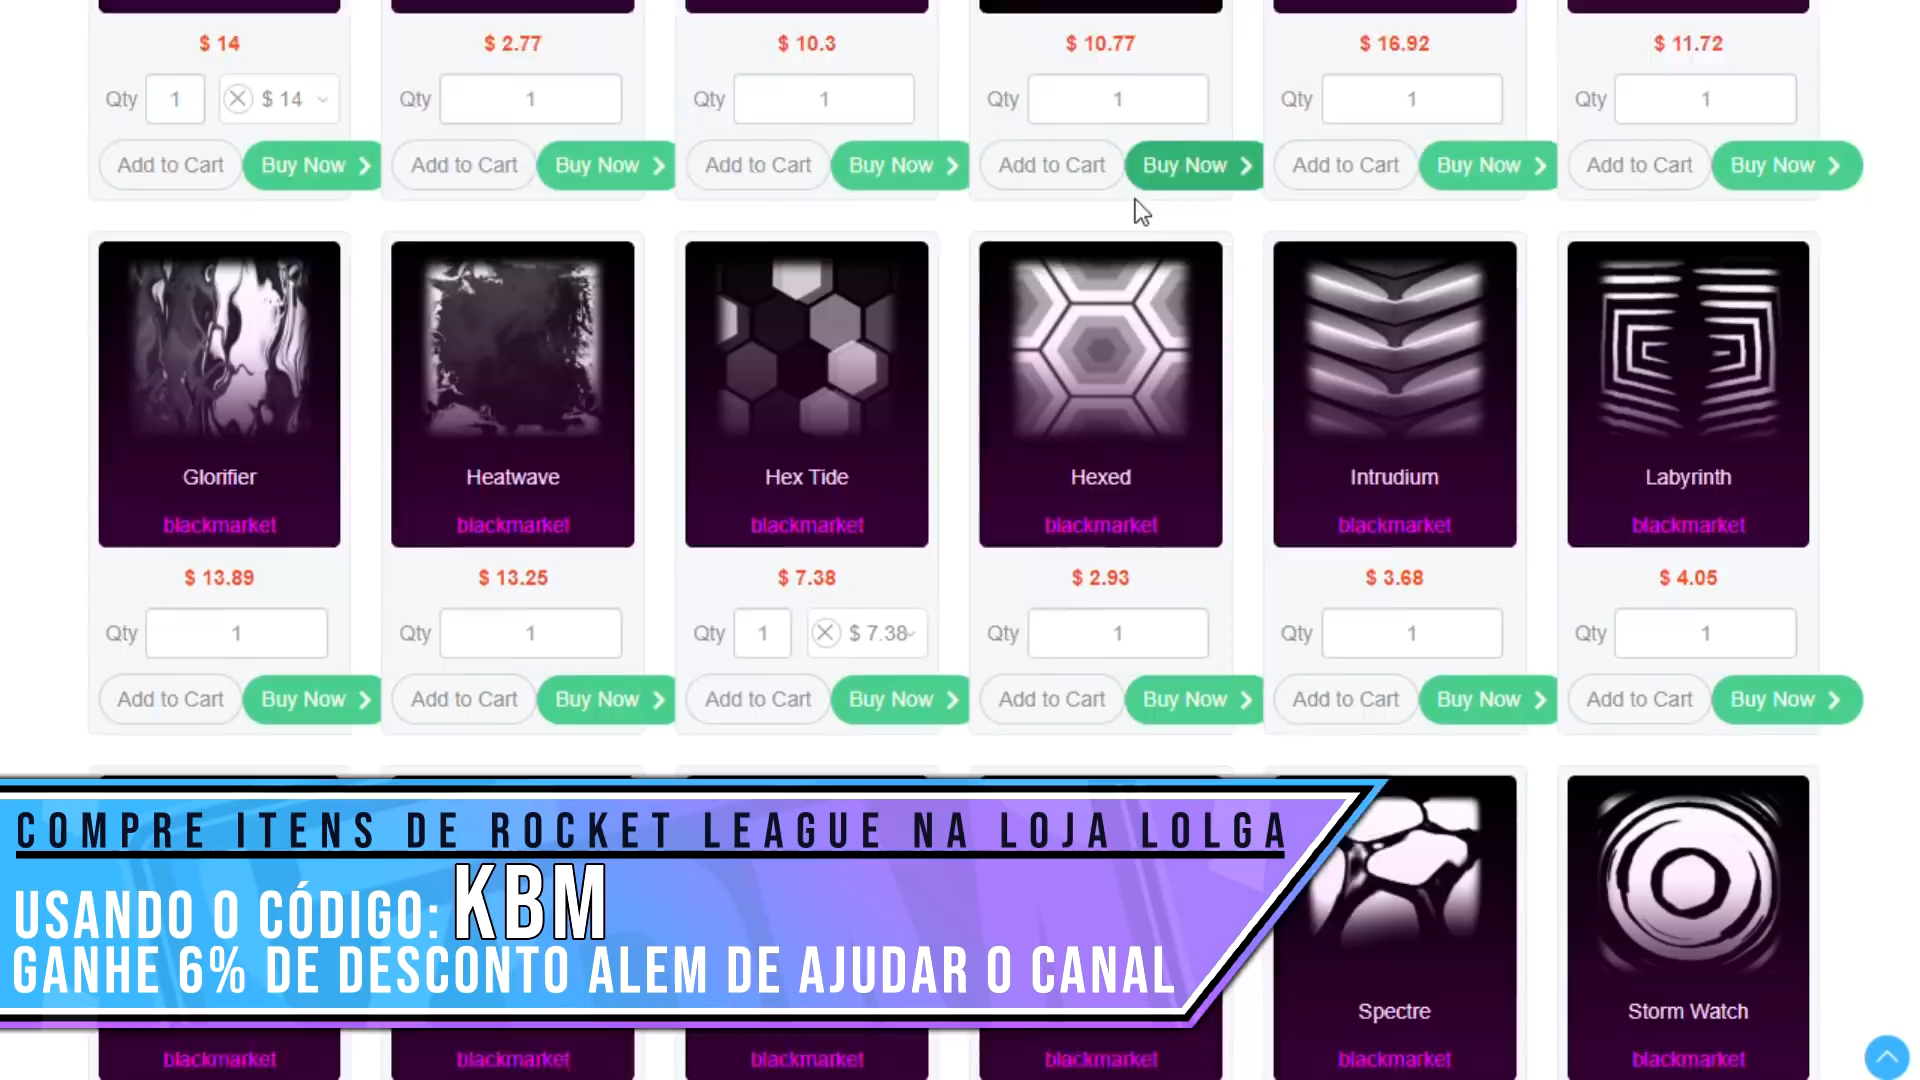 $ 14 $ 2.77 $ 10.3 $ 10.77 $ 16.92 $ 11.72
Qty 1 $ 14 Qty 1 Qty 1 Qty 1 Qty 1 Qty 1
Add to Cart Buy Now Add to Cart Buy Now Add to Cart Buy Now Add to Cart Buy Now Add to Cart Buy Now Add to Cart Buy Now
Glorifier Heatwave Hex Tide Hexed Intrudium Labyrinth
blackmarket blackmarket blackmarket blackmarket blackmarket blackmarket
$ 13.89 $ 13.25 $ 7.38 $ 2.93 $ 3.68 $ 4.05
Qty 1 Qty 1 Qty 1 $ 7.38 Qty 1 Qty 1 Qty 1
Add to Cart Buy Now Add to Cart Buy Now Add to Cart Buy Now Add to Cart Buy Now Add to Cart Buy Now Add to Cart Buy Now
COMPRE ITENS DE ROCKET LEAGUE NA LOJA LOLGA
USANDO O CÓDIGO: KBM
GANHE 6% DE DESCONTO ALEM DE AJUDAR O CANAL
Spectre Storm Watch
blackmarket blackmarket blackmarket blackmarket blackmarket blackmarket